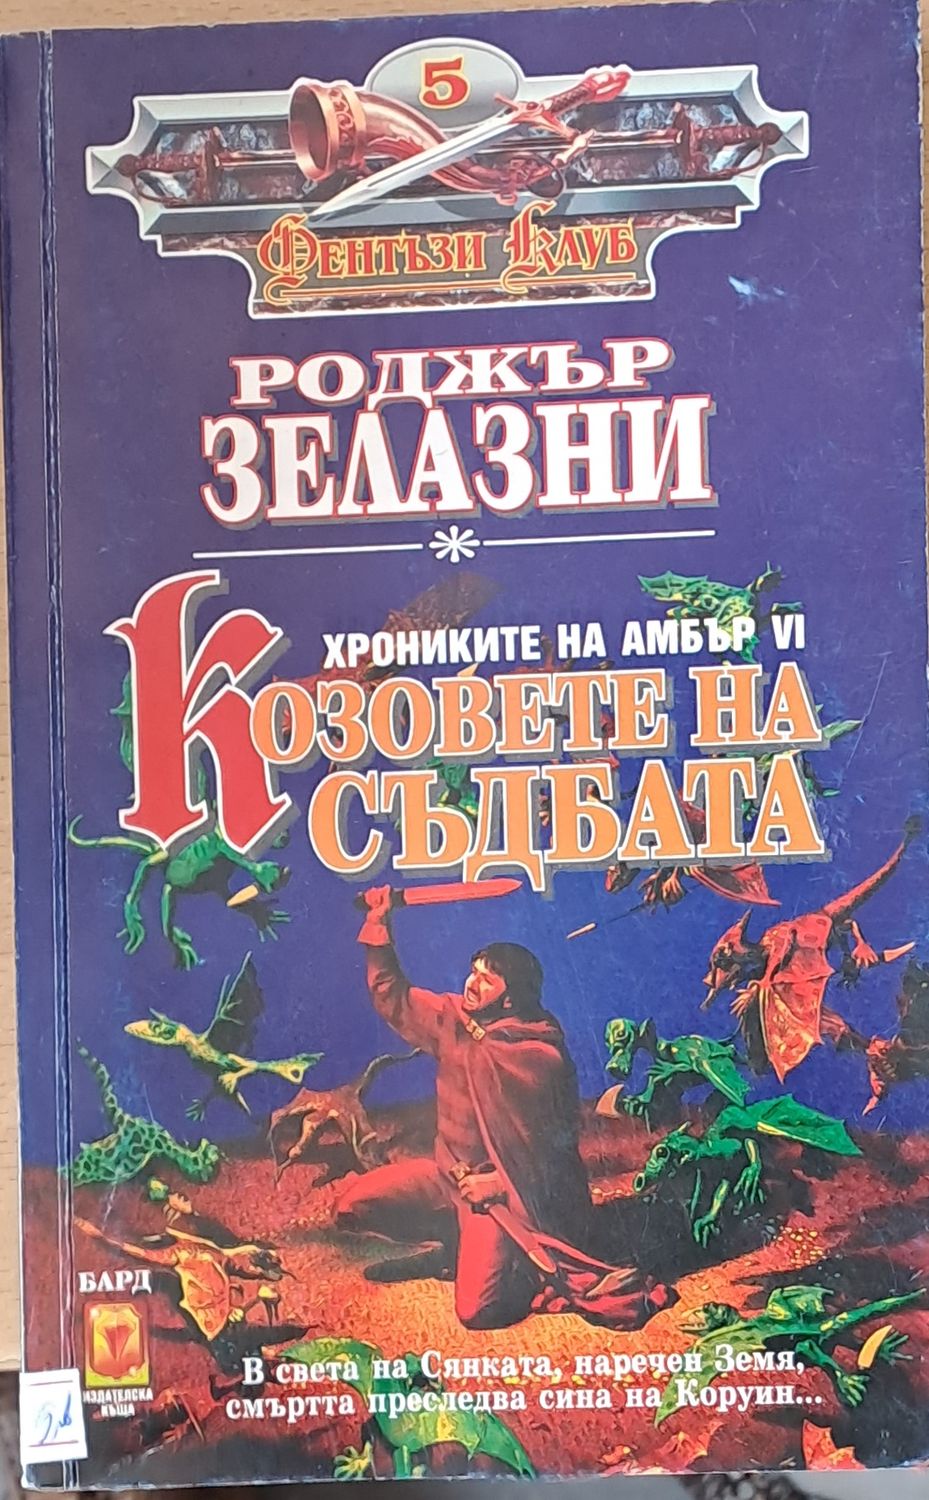 5
Фентъзи Клуб
РОДЖЪР
ЗЕЛАЗНИ
ХРОНИКИТЕ НА АМБЪР VI
КОЗОВЕТЕ НА
СЪДБАТА
БАРД
ИЗДАТЕЛСКА
КЪЩА
В света на Сянката, наречен Земя,
смъртта преследва сина на Коруин...